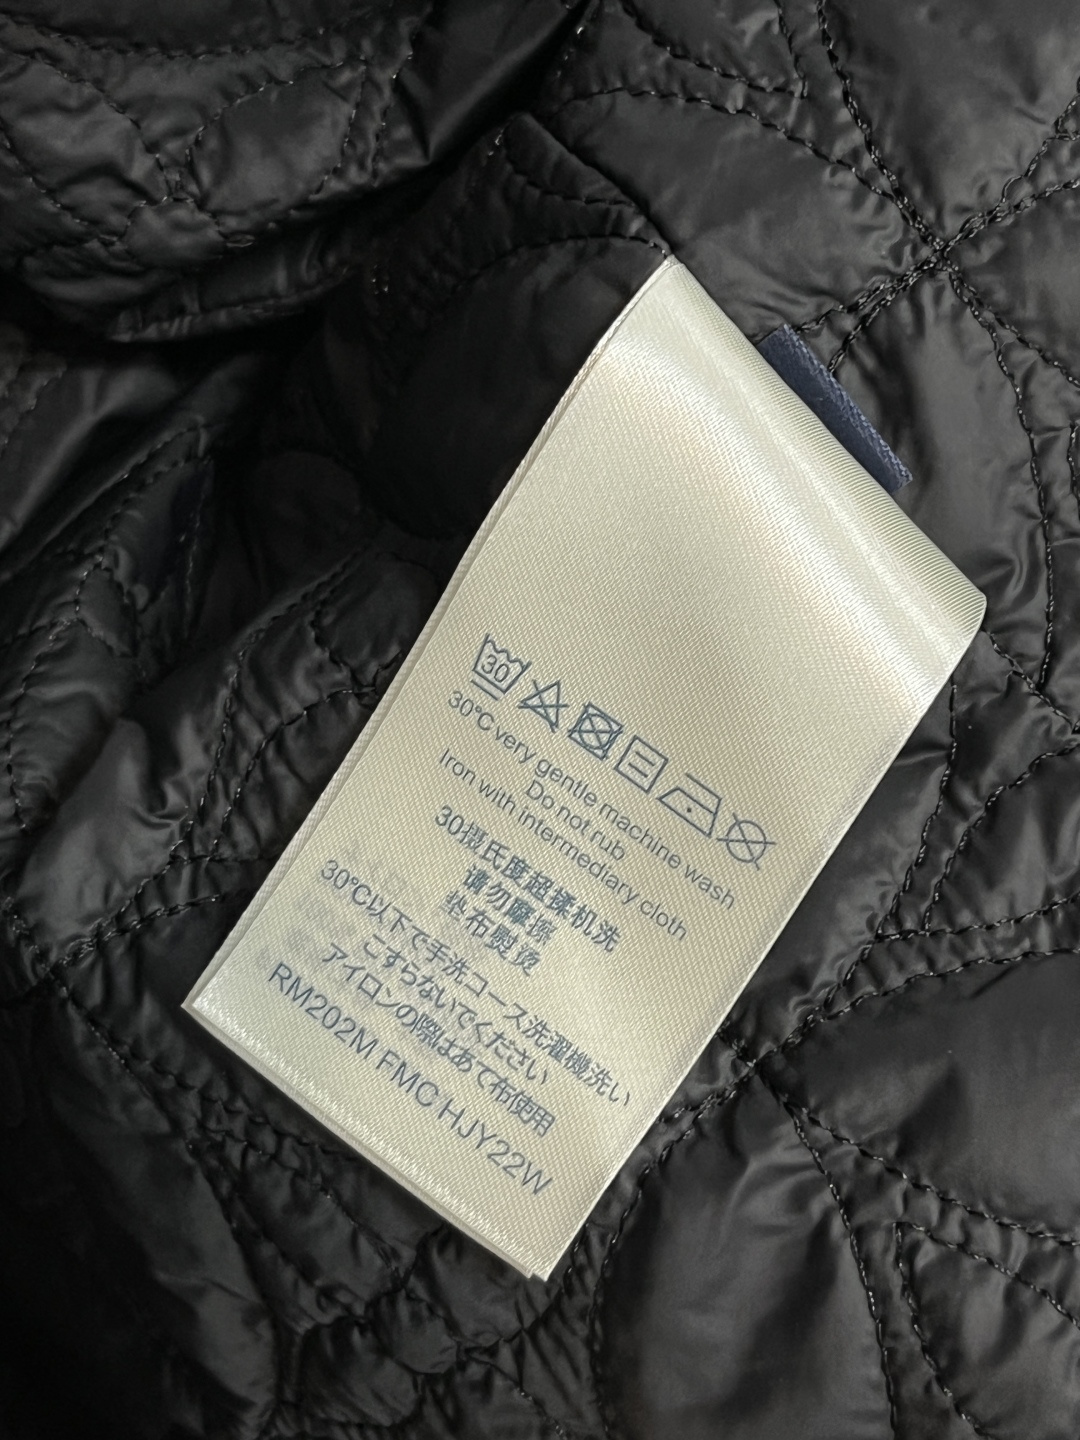 30
30°C very gentle machine wash
Do not rub
Iron with intermediary cloth
30摄氏度超揉机洗
请勿摩擦
垫布熨烫
30°C以下で手洗コース洗濯機洗い
こすらないでください
アイロンの際はあて布使用
RM202M FMC HJY22W